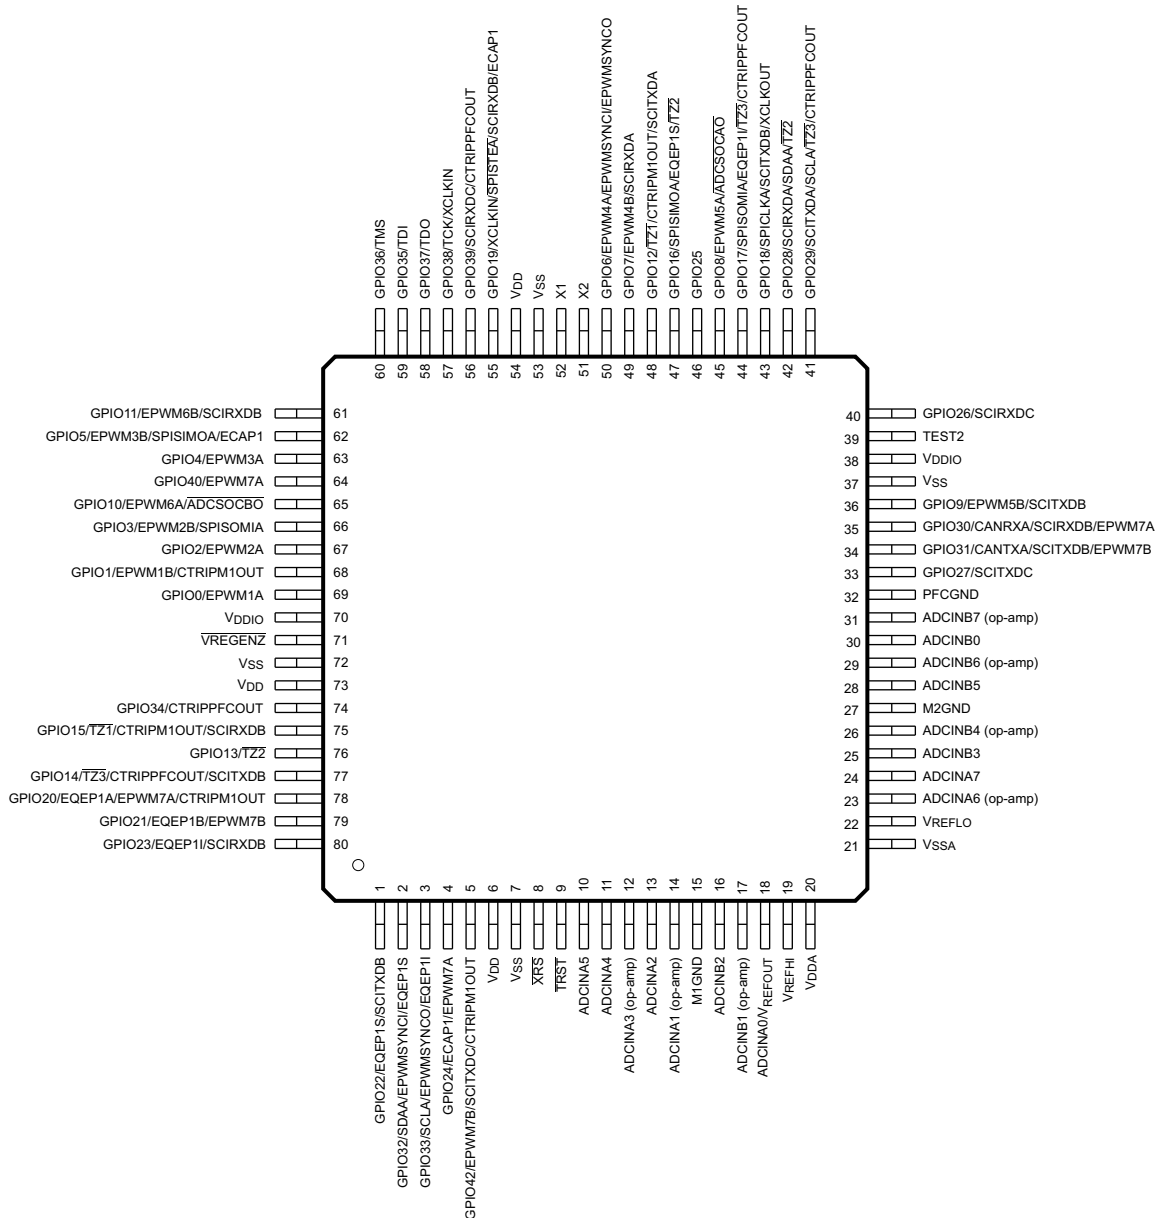 GPIO36/TMS
GPIO35/TDI
GPIO37/TDO
GPIO38/TCK/XCLKIN
GPIO39/SCIRXDC/CTRIPPFCOUT
GPIO19/XCLKIN/SPISTEA/SCIRXDB/ECAP1
VDD
VSS
X1
X2
GPIO6/EPWM4A/EPWMSYNCI/EPWMSYNCO
GPIO7/EPWM4B/SCIRXDA
GPIO12/TZ1/CTRIPM1OUT/SCITXDA
GPIO16/SPISIMOA/EQEP1S/TZ2
GPIO25
GPIO8/EPWM5A/ADCSOCAO
GPIO17/SPISOMIA/EQEP1I/TZ3/CTRIPPFCOUT
GPIO18/SPICLKA/SCITXDB/XCLKOUT
GPIO28/SCIRXDA/SDAA/TZ2
GPIO29/SCITXDA/SCLA/TZ3/CTRIPPFCOUT
60
59
58
57
56
55
54
53
52
51
50
49
48
47
46
45
44
43
42
41
GPIO11/EPWM6B/SCIRXDB 61
GPIO5/EPWM3B/SPISIMOA/ECAP1 62
GPIO4/EPWM3A 63
GPIO40/EPWM7A 64
GPIO10/EPWM6A/ADCSOCBO 65
GPIO3/EPWM2B/SPISOMIA 66
GPIO2/EPWM2A 67
GPIO1/EPWM1B/CTRIPM1OUT 68
GPIO0/EPWM1A 69
VDDIO 70
VREGENZ 71
VSS 72
VDD 73
GPIO34/CTRIPPFCOUT 74
GPIO15/TZ1/CTRIPM1OUT/SCIRXDB 75
GPIO13/TZ2 76
GPIO14/TZ3/CTRIPPFCOUT/SCITXDB 77
GPIO20/EQEP1A/EPWM7A/CTRIPM1OUT 78
GPIO21/EQEP1B/EPWM7B 79
GPIO23/EQEP1I/SCIRXDB 80
40 GPIO26/SCIRXDC
39 TEST2
38 VDDIO
37 VSS
36 GPIO9/EPWM5B/SCITXDB
35 GPIO30/CANRXA/SCIRXDB/EPWM7A
34 GPIO31/CANTXA/SCITXDB/EPWM7B
33 GPIO27/SCITXDC
32 PFCGND
31 ADCINB7 (op-amp)
30 ADCINB0
29 ADCINB6 (op-amp)
28 ADCINB5
27 M2GND
26 ADCINB4 (op-amp)
25 ADCINB3
24 ADCINA7
23 ADCINA6 (op-amp)
22 VREFLO
21 VSSA
1
2
3
4
5
6
7
8
9
10
11
12
13
14
15
16
17
18
19
20
GPIO22/EQEP1S/SCITXDB
GPIO32/SDAA/EPWMSYNCI/EQEP1S
GPIO33/SCLA/EPWMSYNCO/EQEP1I
GPIO24/ECAP1/EPWM7A
GPIO42/EPWM7B/SCITXDC/CTRIPM1OUT
VDD
VSS
XRS
TRST
ADCINA5
ADCINA4
ADCINA3 (op-amp)
ADCINA2
ADCINA1 (op-amp)
M1GND
ADCINB2
ADCINB1 (op-amp)
ADCINA0/VREFOUT
VREFHI
VDDA